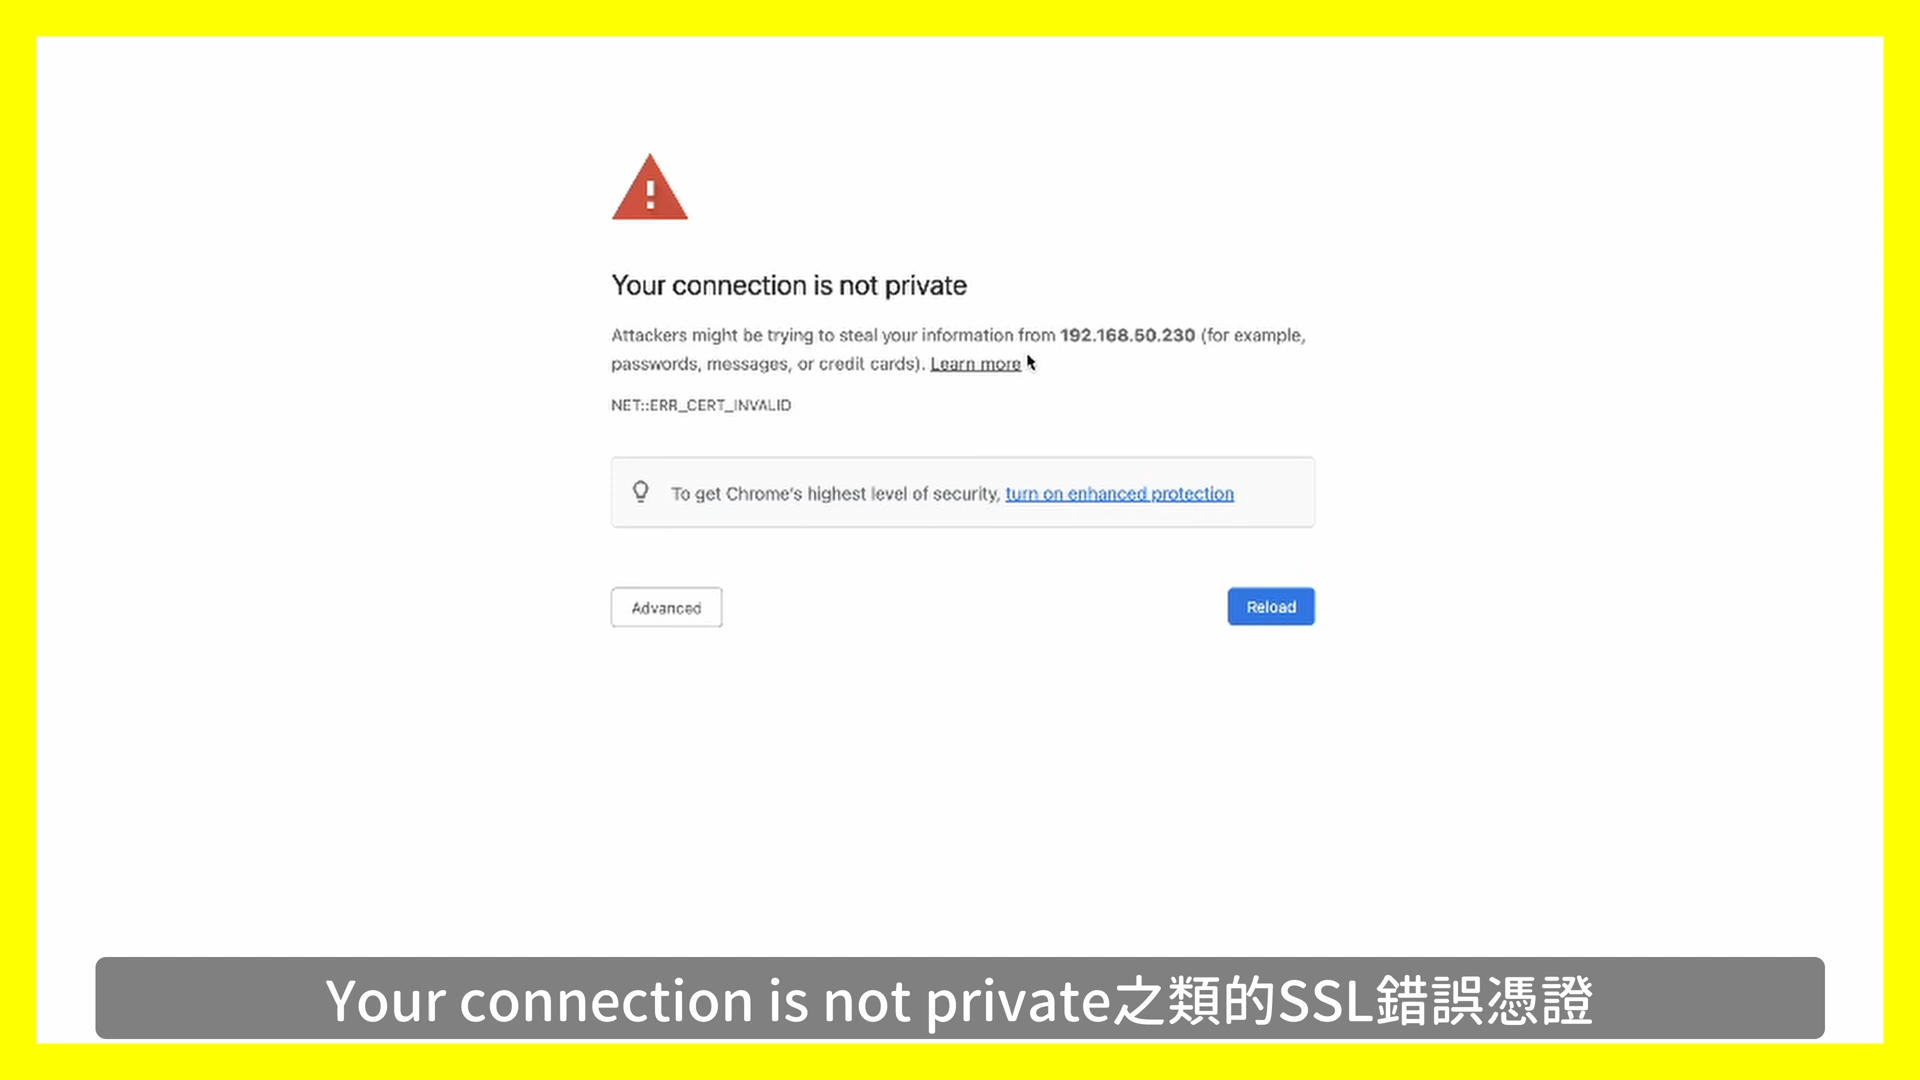 Your connection is not private
Attackers might be trying to steal your information from 192.168.50.230 (for example,
passwords, messages, or credit cards). Learn more
NET::ERR_CERT_INVALID
To get Chrome's highest level of security, turn on enhanced protection
Advanced
Reload
Your connection is not private之類的SSL錯誤憑證